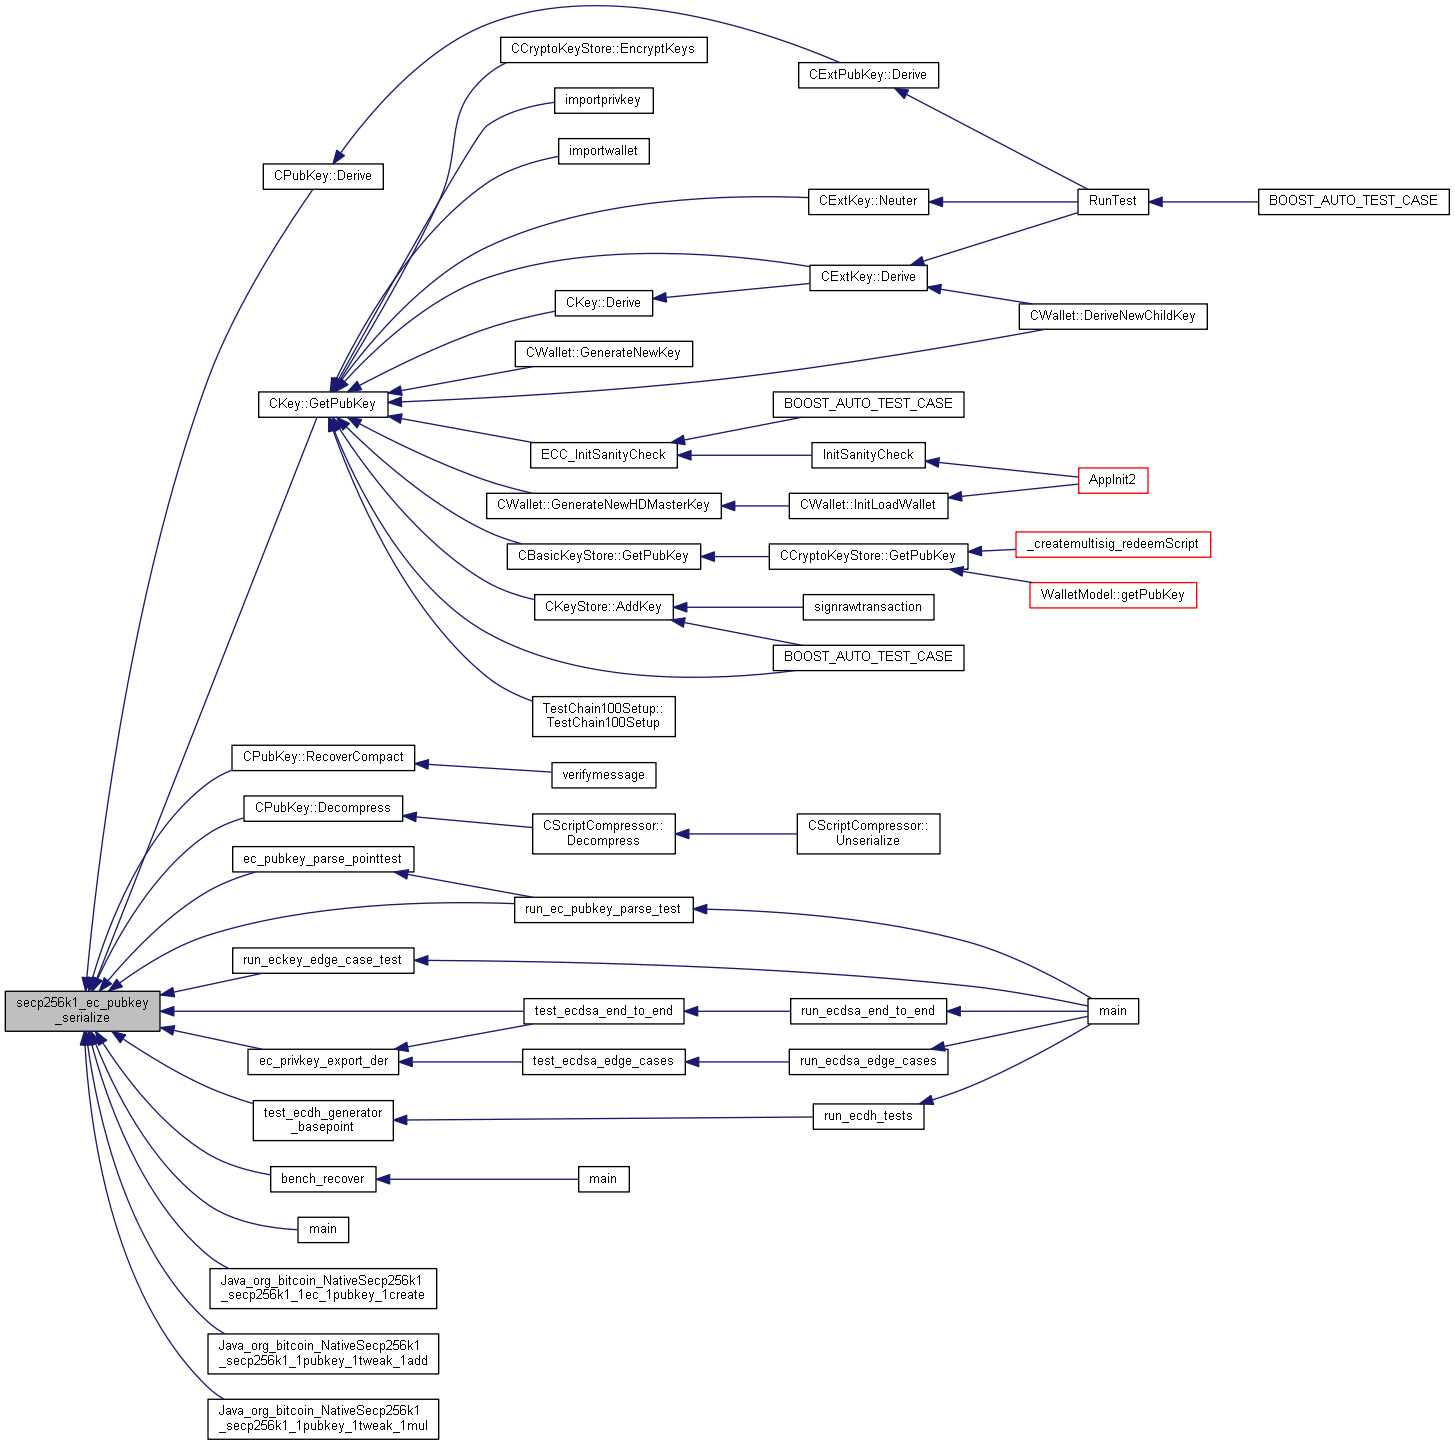 CCryptoKeyStore::EncryptKeys
CExtPubKey::Derive
importprivkey
importwallet
CPubKey::Derive
CExtKey::Neuter
RunTest
BOOST_AUTO_TEST_CASE
CExtKey::Derive
CKey::Derive
CWallet::DeriveNewChildKey
CWallet::GenerateNewKey
CKey::GetPubKey
BOOST_AUTO_TEST_CASE
ECC_InitSanityCheck
InitSanityCheck
AppInit2
CWallet::GenerateNewHDMasterKey
CWallet::InitLoadWallet
CBasicKeyStore::GetPubKey
CCryptoKeyStore::GetPubKey
_createmultisig_redeemScript
WalletModel::getPubKey
CKeyStore::AddKey
signrawtransaction
BOOST_AUTO_TEST_CASE
TestChain100Setup::
TestChain100Setup
CPubKey::RecoverCompact
verifymessage
CPubKey::Decompress
CScriptCompressor::
Decompress
CScriptCompressor::
Unserialize
ec_pubkey_parse_pointtest
run_ec_pubkey_parse_test
run_eckey_edge_case_test
secp256k1_ec_pubkey
_serialize
test_ecdsa_end_to_end
run_ecdsa_end_to_end
main
ec_privkey_export_der
test_ecdsa_edge_cases
run_ecdsa_edge_cases
test_ecdh_generator
_basepoint
run_ecdh_tests
bench_recover
main
main
Java_org_bitcoin_NativeSecp256k1
_secp256k1_1ec_1pubkey_1create
Java_org_bitcoin_NativeSecp256k1
_secp256k1_1pubkey_1tweak_1add
Java_org_bitcoin_NativeSecp256k1
_secp256k1_1pubkey_1tweak_1mul